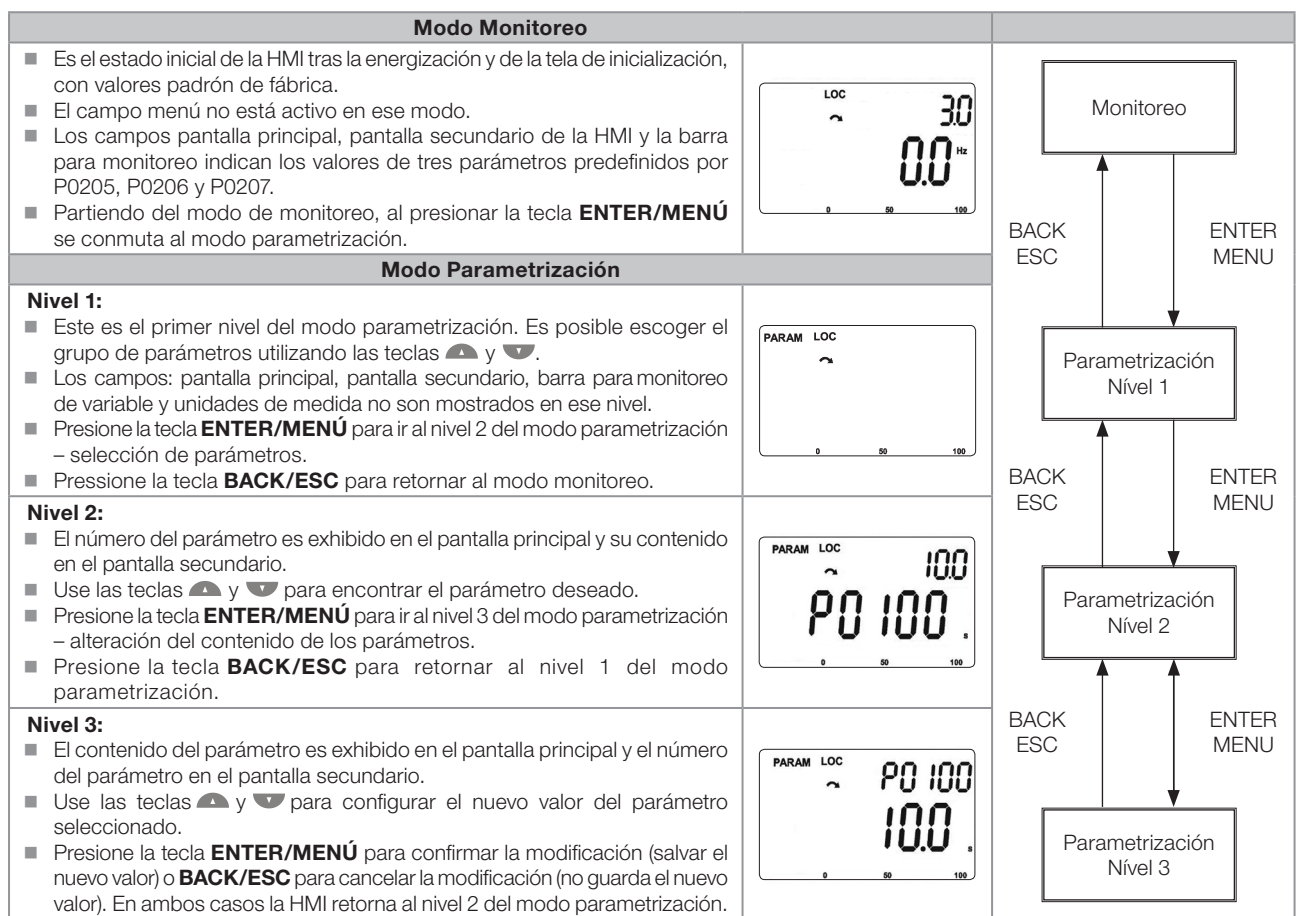 Modo Monitoreo
■ Es el estado inicial de la HMI tras la energización y de la tela de inicialización,
con valores padrón de fábrica.
■ El campo menú no está activo en ese modo.
■ Los campos pantalla principal, pantalla secundario de la HMI y la barra
para monitoreo indican los valores de tres parámetros predefinidos por
P0205, P0206 y P0207.
■ Partiendo del modo de monitoreo, al presionar la tecla ENTER/MENÚ
se conmuta al modo parametrización.
LOC
3.0
0.0 Hz
0 50 100
Modo Parametrización
Nivel 1:
■ Este es el primer nivel del modo parametrización. Es posible escoger el
grupo de parámetros utilizando las teclas y .
■ Los campos: pantalla principal, pantalla secundario, barra para monitoreo
de variable y unidades de medida no son mostrados en ese nivel.
■ Presione la tecla ENTER/MENÚ para ir al nivel 2 del modo parametrización
– selección de parámetros.
■ Pressione la tecla BACK/ESC para retornar al modo monitoreo.
PARAM LOC
0 50 100
Nivel 2:
■ El número del parámetro es exhibido en el pantalla principal y su contenido
en el pantalla secundario.
■ Use las teclas y para encontrar el parámetro deseado.
■ Presione la tecla ENTER/MENÚ para ir al nivel 3 del modo parametrización
– alteración del contenido de los parámetros.
■ Presione la tecla BACK/ESC para retornar al nivel 1 del modo
parametrización.
PARAM LOC
10.0
P0100 s
0 50 100
Nivel 3:
■ El contenido del parámetro es exhibido en el pantalla principal y el número
del parámetro en el pantalla secundario.
■ Use las teclas y para configurar el nuevo valor del parámetro
seleccionado.
■ Presione la tecla ENTER/MENÚ para confirmar la modificación (salvar el
nuevo valor) o BACK/ESC para cancelar la modificación (no guarda el nuevo
valor). En ambos casos la HMI retorna al nivel 2 del modo parametrización.
PARAM LOC
P0100
10.0 s
0 50 100
Monitoreo
BACK
ESC
ENTER
MENU
Parametrización
Nível 1
BACK
ESC
ENTER
MENU
Parametrización
Nível 2
BACK
ESC
ENTER
MENU
Parametrización
Nível 3